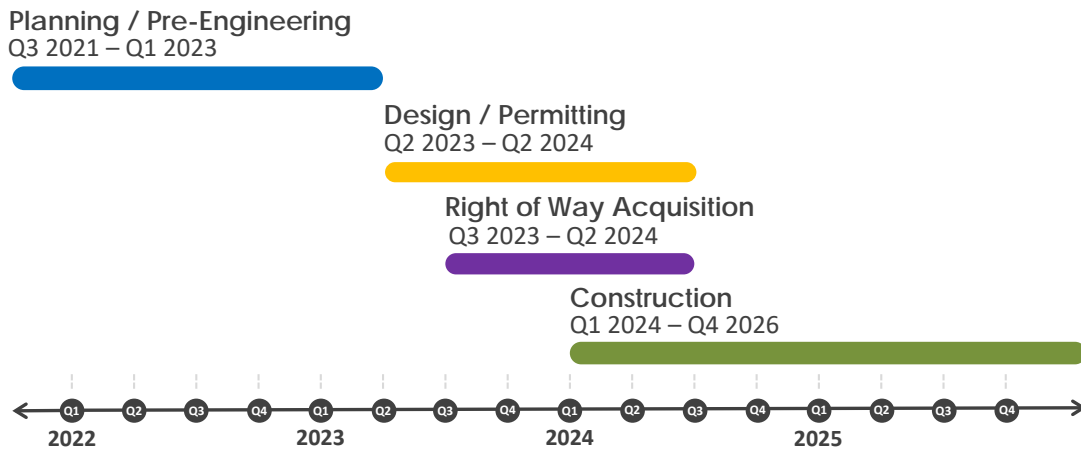 Planning / Pre-Engineering
Q3 2021 – Q1 2023
Design / Permitting
Q2 2023 – Q2 2024
Right of Way Acquisition
Q3 2023 – Q2 2024
Construction
Q1 2024 – Q4 2026
Q1 Q2 Q3 Q4 Q1 Q2 Q3 Q4 Q1 Q2 Q3 Q4 Q1 Q2 Q3 Q4
2022 2023 2024 2025